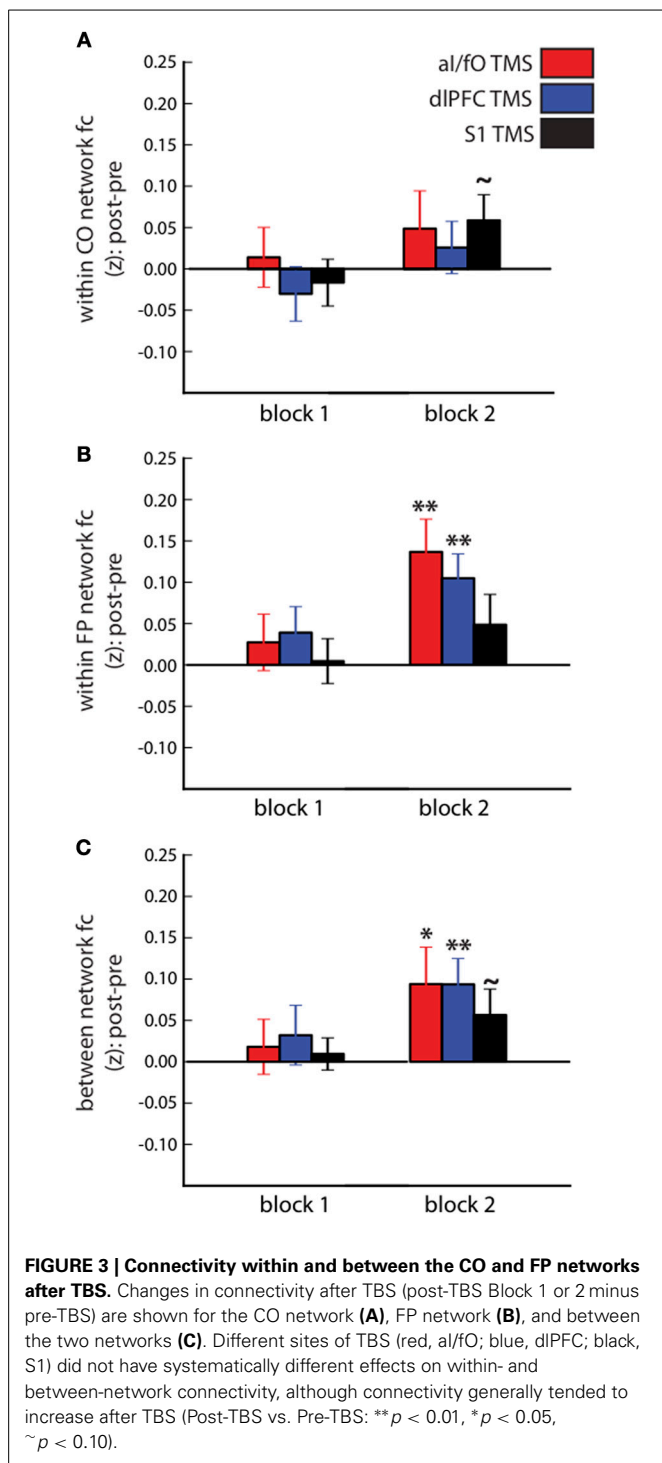 A
aI/fO TMS
dlPFC TMS
S1 TMS
within CO network fc
(z): post-pre
0.25
0.20
0.15
0.10
0.05
0.00
-0.05
-0.10
~
block 1
block 2
B
within FP network fc
(z): post-pre
0.25
0.20
0.15
0.10
0.05
0.00
-0.05
-0.10
**
**
block 1
block 2
C
between network fc
(z): post-pre
0.25
0.20
0.15
0.10
0.05
0.00
-0.05
-0.10
*
**
~
block 1
block 2
FIGURE 3 | Connectivity within and between the CO and FP networks
after TBS. Changes in connectivity after TBS (post-TBS Block 1 or 2 minus
pre-TBS) are shown for the CO network (A), FP network (B), and between
the two networks (C). Different sites of TBS (red, aI/fO; blue, dlPFC; black,
S1) did not have systematically different effects on within- and
between-network connectivity, although connectivity generally tended to
increase after TBS (Post-TBS vs. Pre-TBS: **p < 0.01, *p < 0.05,
~p < 0.10).